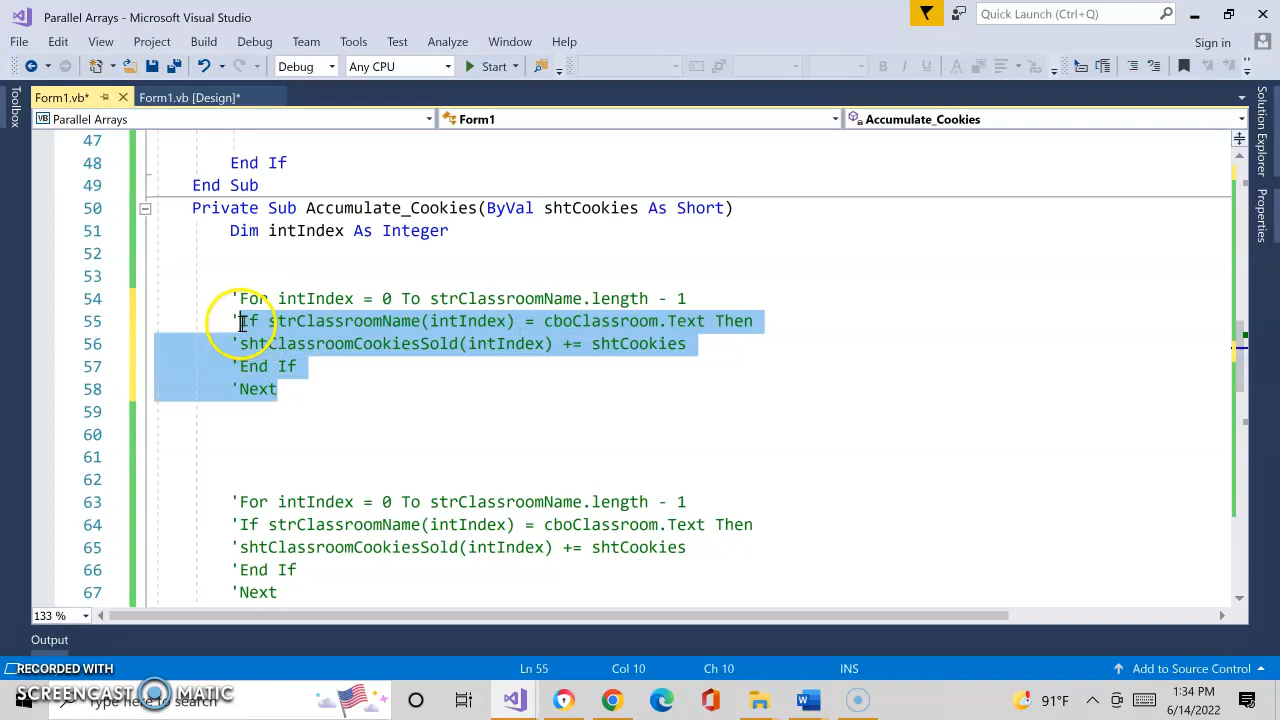 Parallel Arrays - Microsoft Visual Studio
Quick Launch (Ctrl+Q)
File Edit View Project Build Debug Team Tools Test Analyze Window Help
Sign in
Debug Any CPU Start
Form1.vb* Form1.vb [Design]*
Parallel Arrays Form1 Accumulate_Cookies
Toolbox
Solution Explorer
Properties
47
48 End If
49 End Sub
50 Private Sub Accumulate_Cookies(ByVal shtCookies As Short)
51 Dim intIndex As Integer
52
53
54 'For intIndex = 0 To strClassroomName.length - 1
55 'If strClassroomName(intIndex) = cboClassroom.Text Then
56 'shtClassroomCookiesSold(intIndex) += shtCookies
57 'End If
58 'Next
59
60
61
62
63 'For intIndex = 0 To strClassroomName.length - 1
64 'If strClassroomName(intIndex) = cboClassroom.Text Then
65 'shtClassroomCookiesSold(intIndex) += shtCookies
66 'End If
67 'Next
133 %
Output
Ln 55 Col 10 Ch 10 INS Add to Source Control
RECORDED WITH
SCREENCAST MATIC
Type here to search
91°F
1:34 PM
6/14/2022